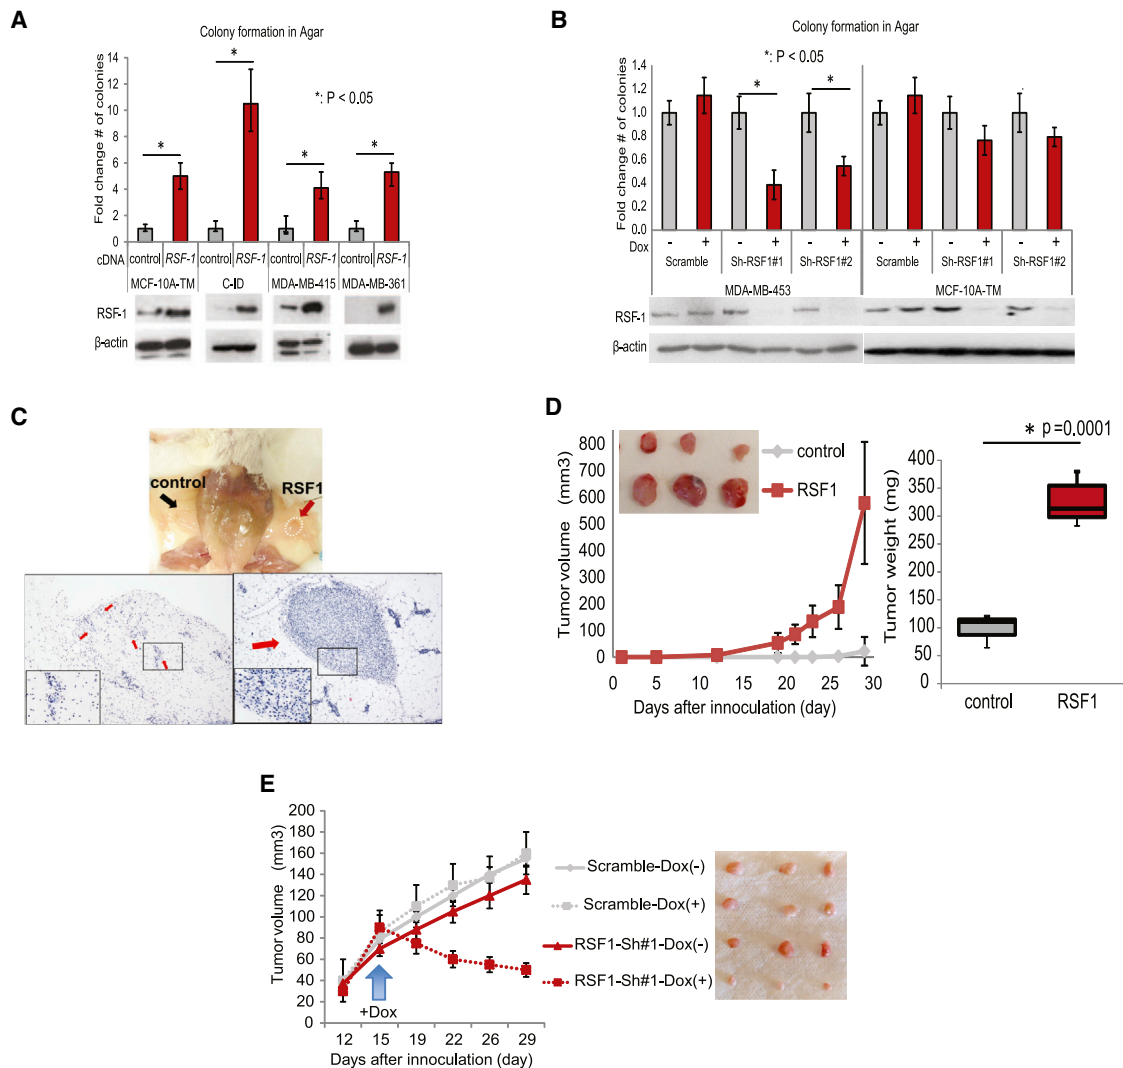 A
Colony formation in Agar
Fold change # of colonies
14
12
10
8
6
4
2
0
*
*
*
*
*: P < 0.05
cDNA control RSF-1 control RSF-1 control RSF-1 control RSF-1
MCF-10A-TM C-ID MDA-MB-415 MDA-MB-361
RSF-1
β-actin
B
Colony formation in Agar
*: P < 0.05
Fold change # of colonies
1.4
1.2
1.0
0.8
0.6
0.4
0.2
0.0
*
*
Dox - + - + - + - + - + - +
Scramble Sh-RSF1#1 Sh-RSF1#2 Scramble Sh-RSF1#1 Sh-RSF1#2
MDA-MB-453 MCF-10A-TM
RSF-1
β-actin
C
control
RSF1
D
Tumor volume (mm3)
800
700
600
500
400
300
200
100
0
0 5 10 15 20 25 30
Days after innoculation (day)
control
RSF1
* p=0.0001
Tumor weight (mg)
400
350
300
250
200
150
100
50
0
control RSF1
E
Tumor volume (mm3)
200
180
160
140
120
100
80
60
40
20
0
+Dox
12 15 19 22 26 29
Days after innoculation (day)
Scramble-Dox(-)
Scramble-Dox(+)
RSF1-Sh#1-Dox(-)
RSF1-Sh#1-Dox(+)